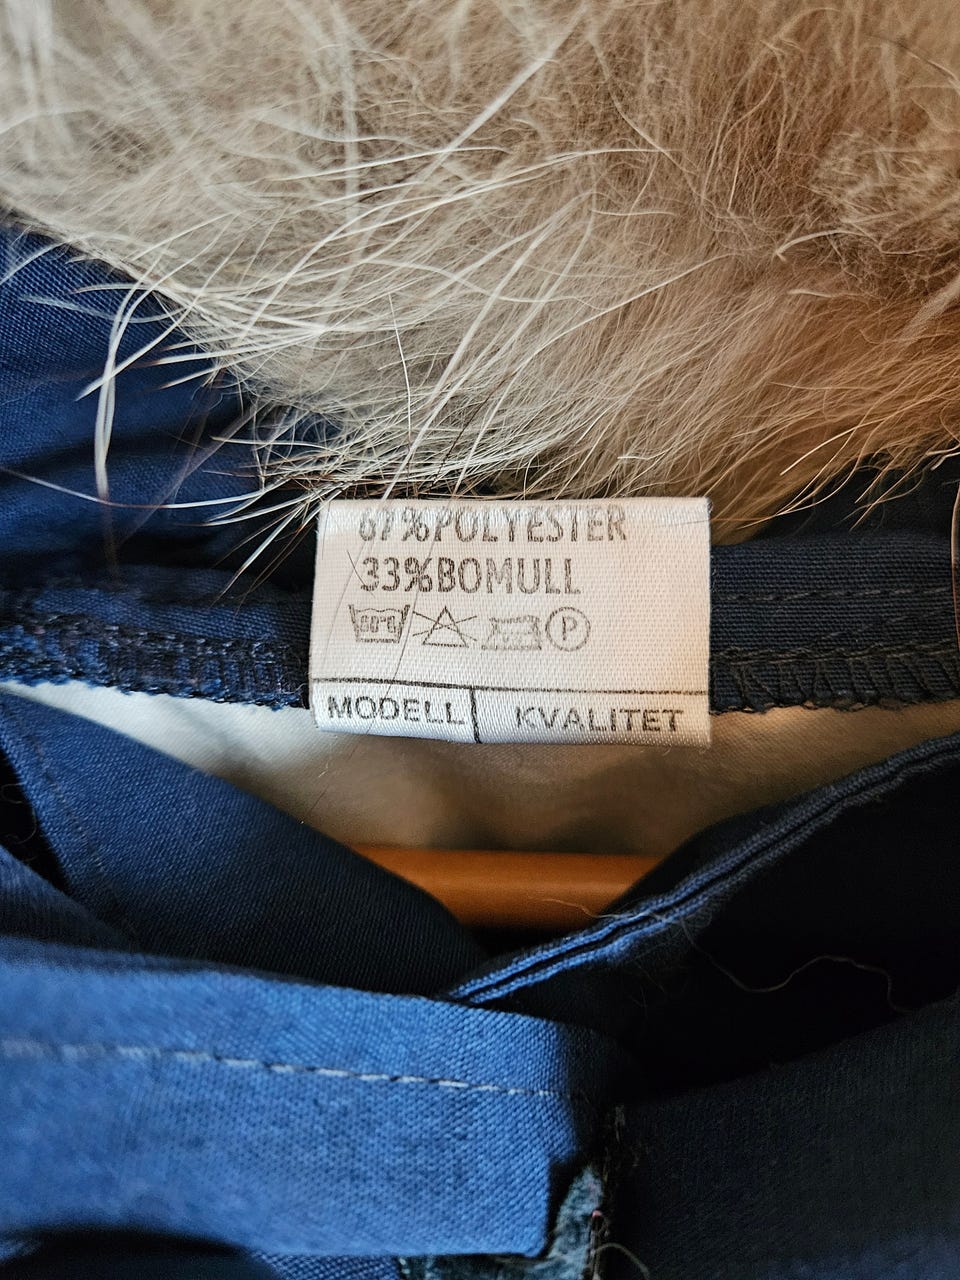 67%POLYESTER
33%BOMULL
P
MODELL KVALITET